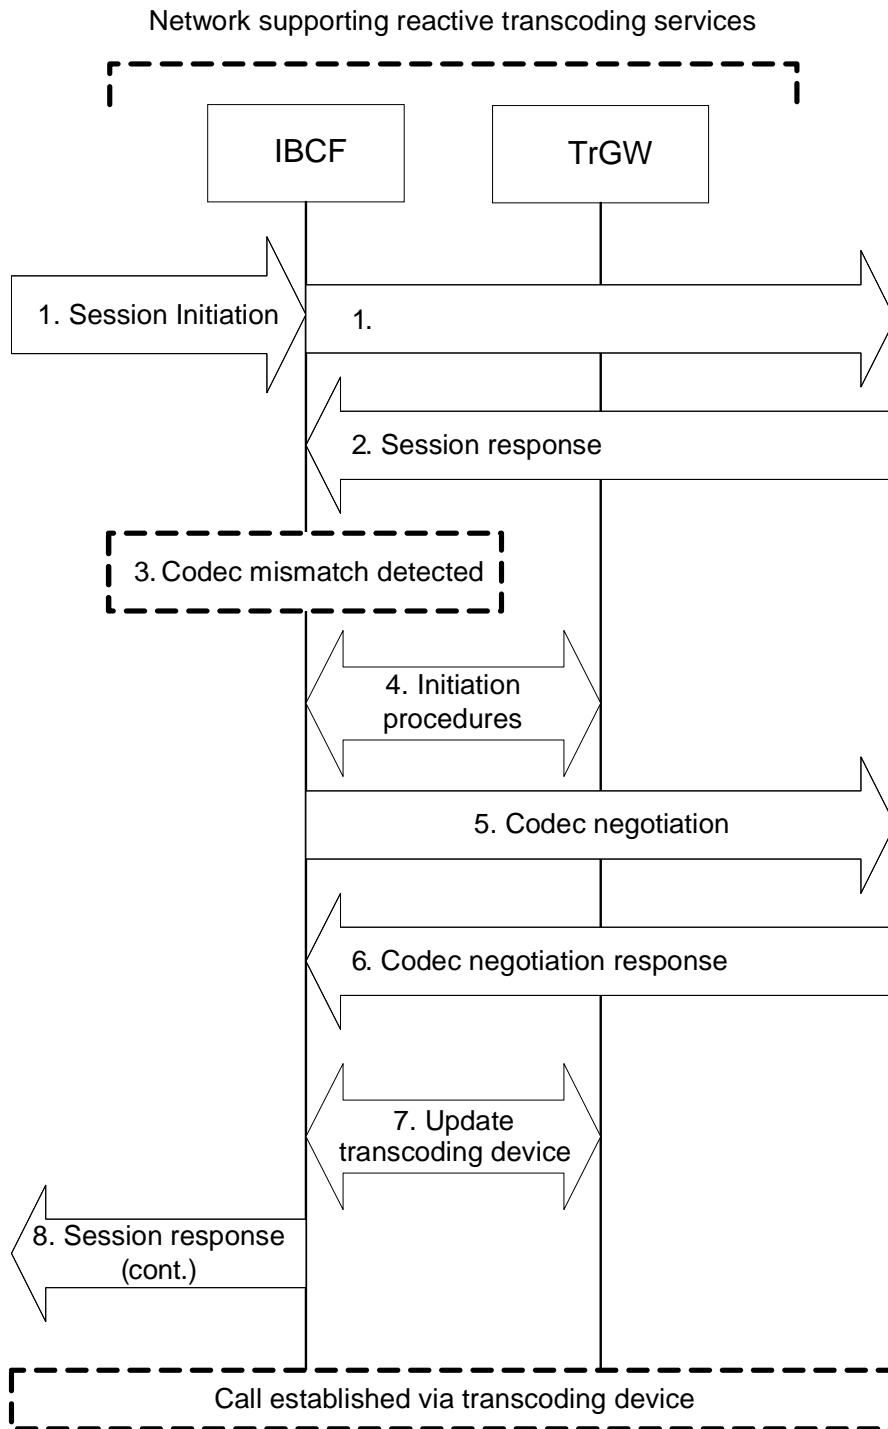 Network supporting reactive transcoding services
IBCF
TrGW
1. Session Initiation
1.
2. Session response
3. Codec mismatch detected
4. Initiation
procedures
5. Codec negotiation
6. Codec negotiation response
7. Update
transcoding device
8. Session response
(cont.)
Call established via transcoding device